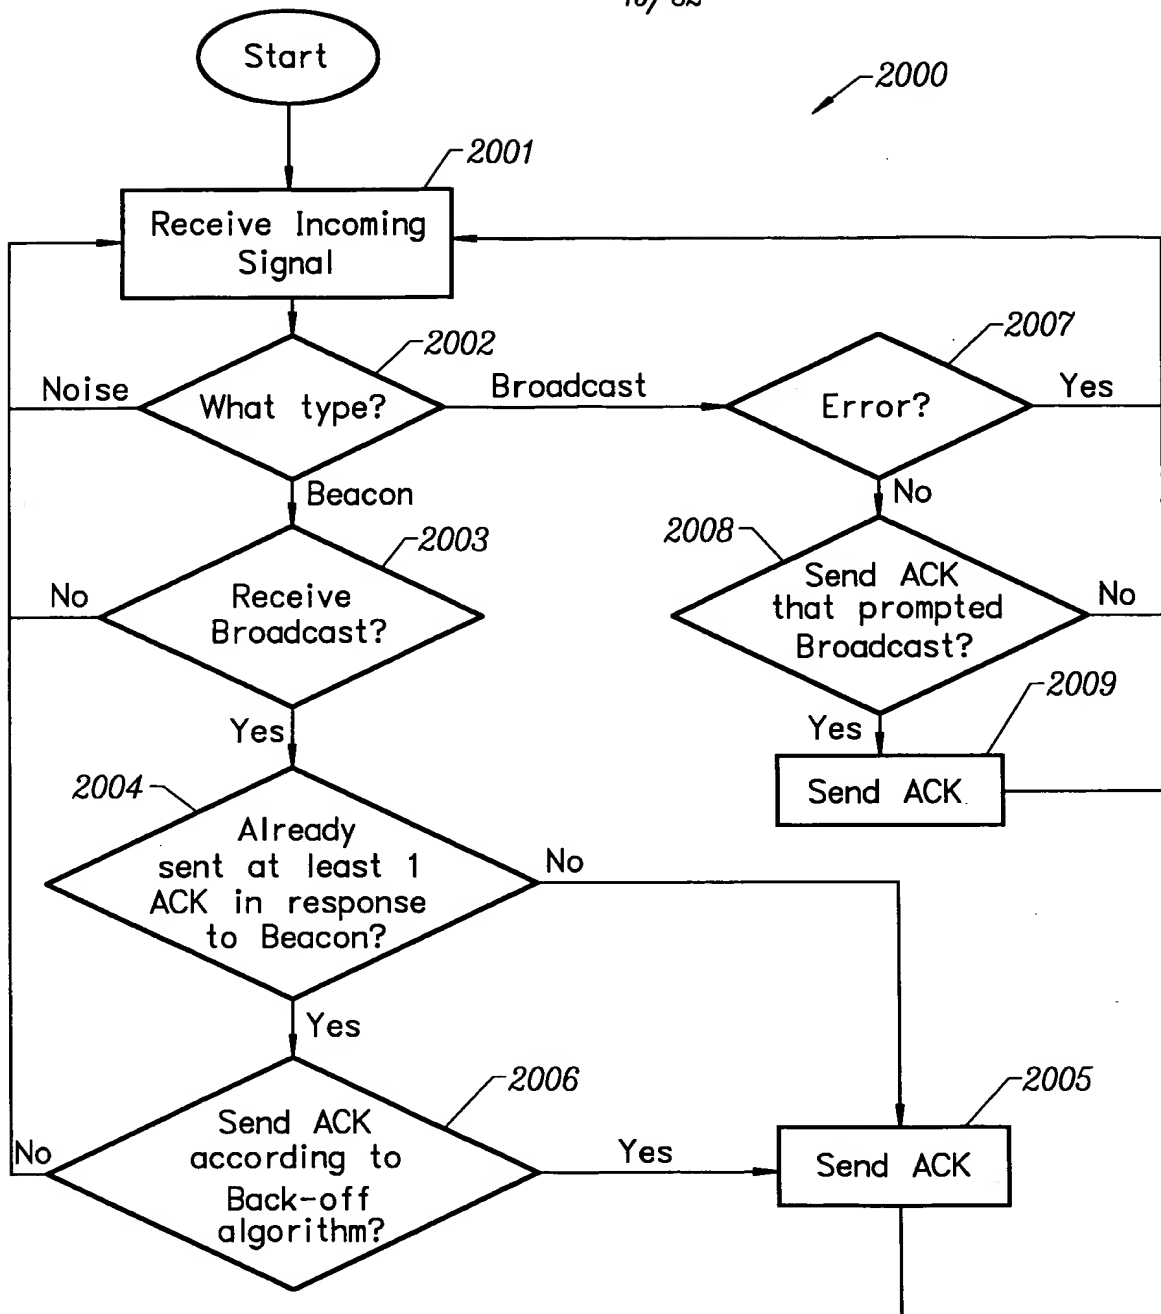 Start
2000
2001
Receive Incoming
Signal
2002
Noise
What type?
Broadcast
2007
Error?
Yes
Beacon
No
2003
Receive
Broadcast?
No
2008
Send ACK
that prompted
Broadcast?
No
Yes
2009
Send ACK
Yes
2004
Already
sent at least 1
ACK in response
to Beacon?
No
Yes
2006
Send ACK
according to
Back-off
algorithm?
No
Yes
2005
Send ACK